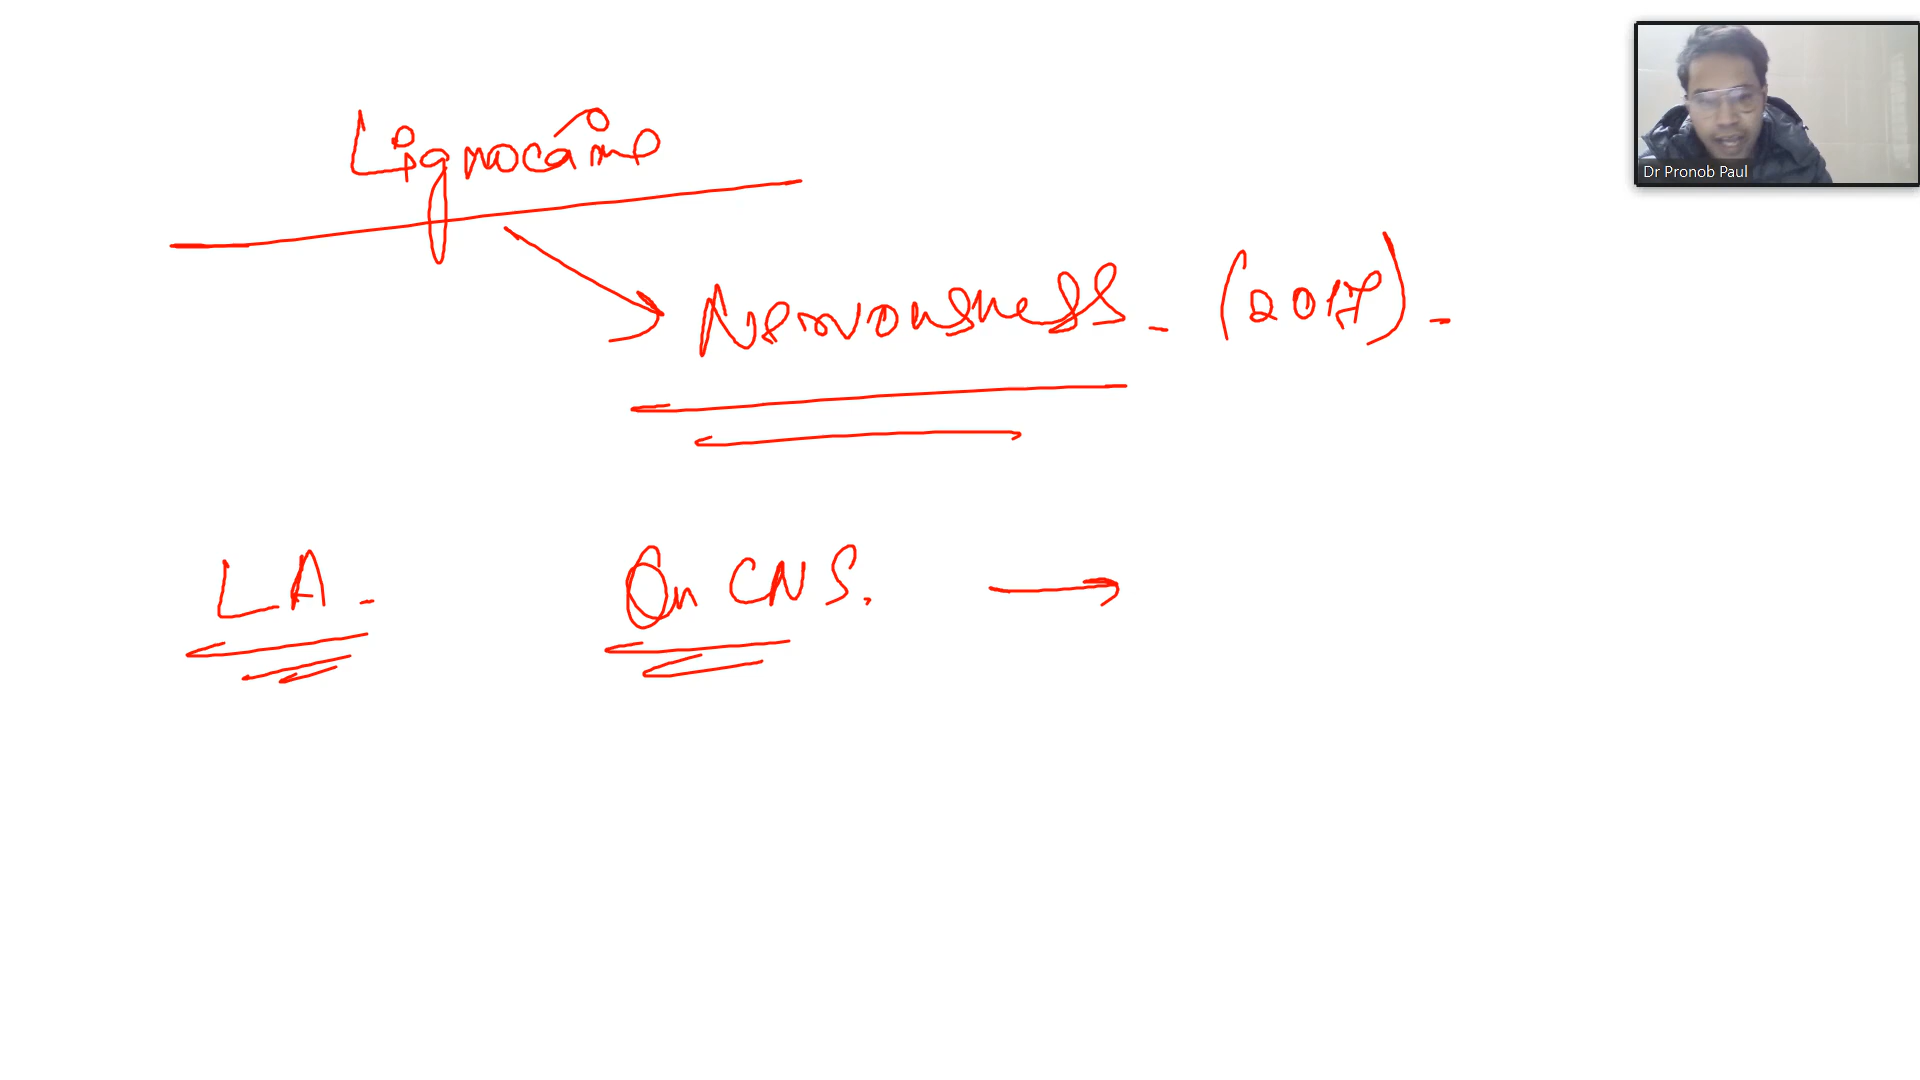 Lignocaine
Dr Pronob Paul
Nervousness - (2017).
LA. On CNS. →